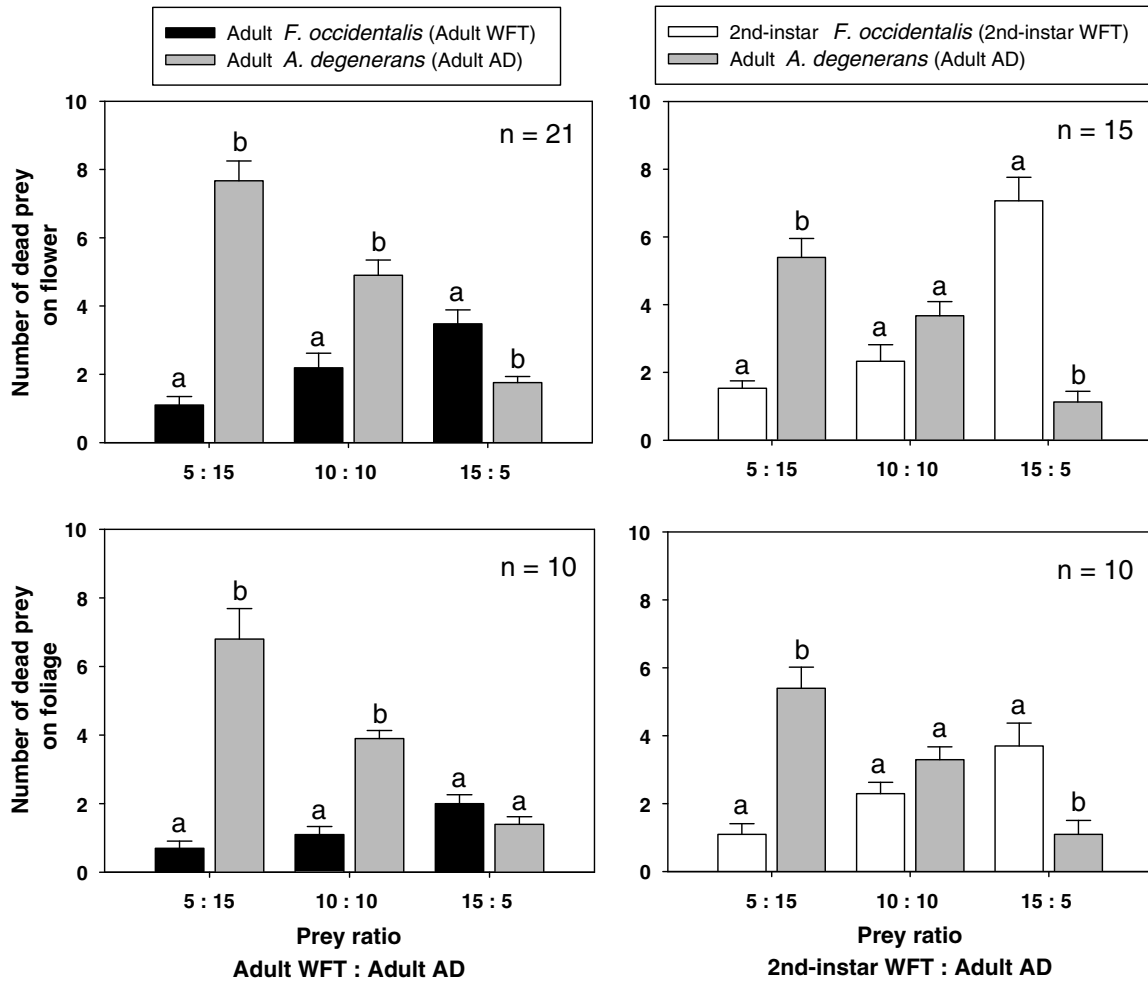 Adult F. occidentalis (Adult WFT)
Adult A. degenerans (Adult AD)
2nd-instar F. occidentalis (2nd-instar WFT)
Adult A. degenerans (Adult AD)
Number of dead prey
on flower
10
8
6
4
2
0
n = 21
a
b
a
b
a
b
5 : 15
10 : 10
15 : 5
10
8
6
4
2
0
n = 15
a
b
a
a
a
b
5 : 15
10 : 10
15 : 5
Number of dead prey
on foliage
10
8
6
4
2
0
n = 10
a
b
a
b
a
a
5 : 15
10 : 10
15 : 5
Prey ratio
Adult WFT : Adult AD
10
8
6
4
2
0
n = 10
a
b
a
a
a
b
5 : 15
10 : 10
15 : 5
Prey ratio
2nd-instar WFT : Adult AD